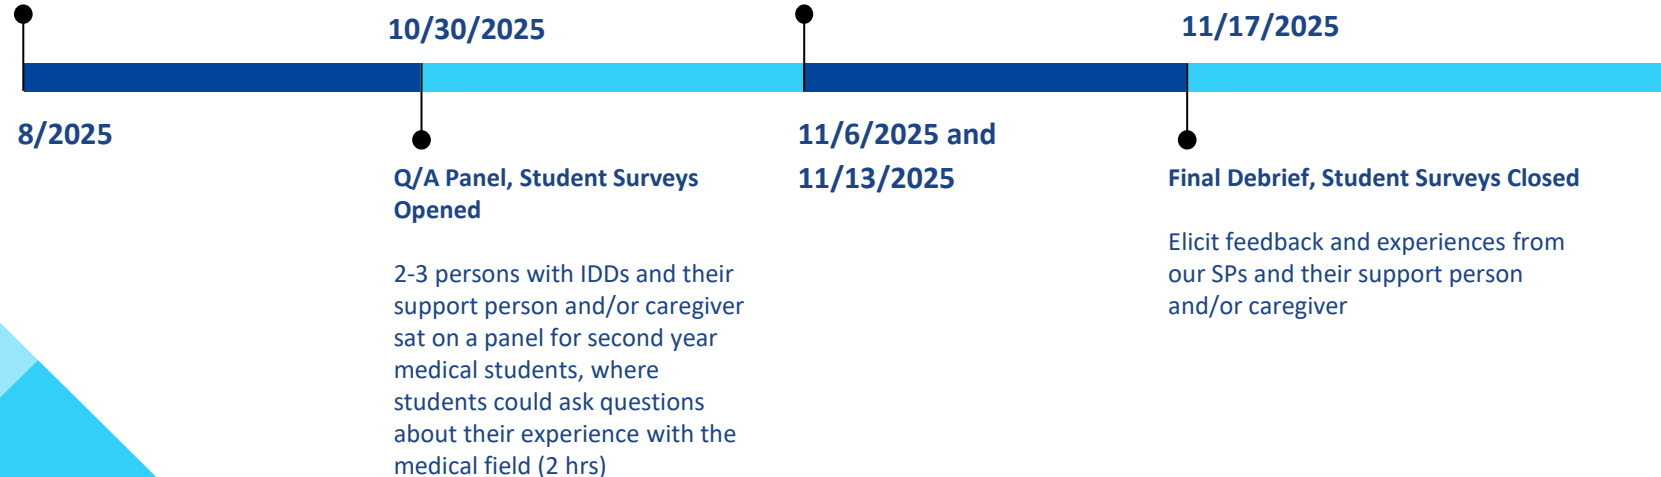 10/30/2025
11/17/2025
8/2025
11/6/2025 and
11/13/2025
Q/A Panel, Student Surveys
Opened
2-3 persons with IDDs and their
support person and/or caregiver
sat on a panel for second year
medical students, where
students could ask questions
about their experience with the
medical field (2 hrs)
Final Debrief, Student Surveys Closed
Elicit feedback and experiences from
our SPs and their support person
and/or caregiver